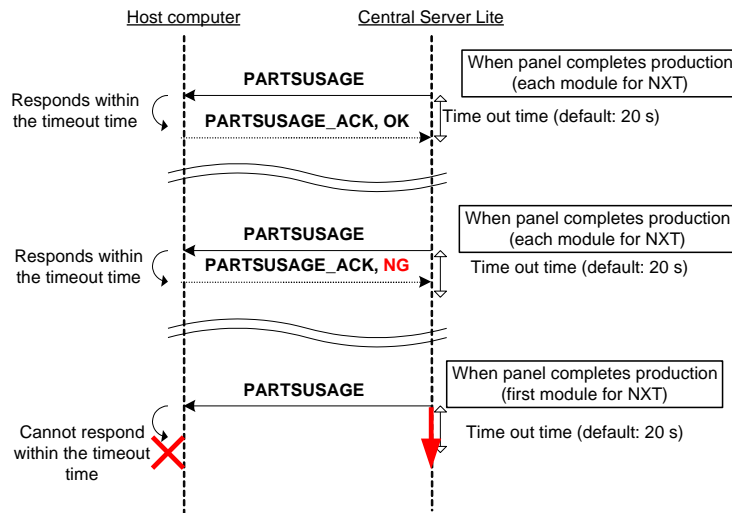 Host computer
Central Server Lite
When panel completes production
(each module for NXT)
PARTSUSAGE
Responds within
the timeout time
Time out time (default: 20 s)
PARTSUSAGE_ACK, OK
When panel completes production
(each module for NXT)
PARTSUSAGE
Responds within
the timeout time
PARTSUSAGE_ACK, NG
Time out time (default: 20 s)
When panel completes production
(first module for NXT)
PARTSUSAGE
Cannot respond
within the timeout
time
Time out time (default: 20 s)